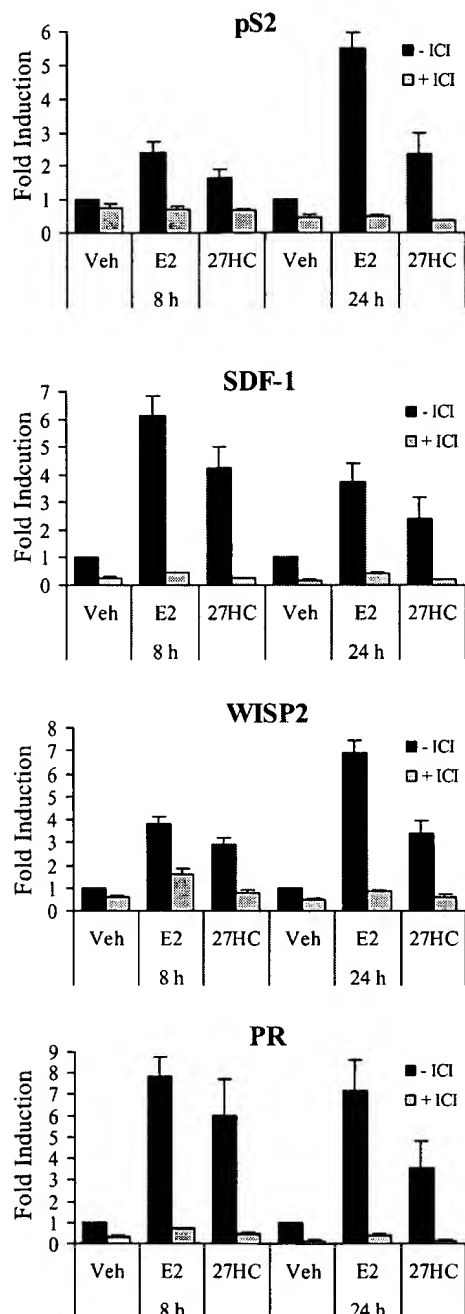 pS2
Fold Induction
6
5
4
3
2
1
0
- ICI
+ ICI
Veh E2 27HC Veh E2 27HC
8 h 24 h
SDF-1
Fold Indcution
7
6
5
4
3
2
1
0
- ICI
+ ICI
Veh E2 27HC Veh E2 27HC
8 h 24 h
WISP2
Fold Induction
8
7
6
5
4
3
2
1
0
- ICI
+ ICI
Veh E2 27HC Veh E2 27HC
8 h 24 h
PR
Fold Induction
9
8
7
6
5
4
3
2
1
0
- ICI
+ ICI
Veh E2 27HC Veh E2 27HC
8 h 24 h